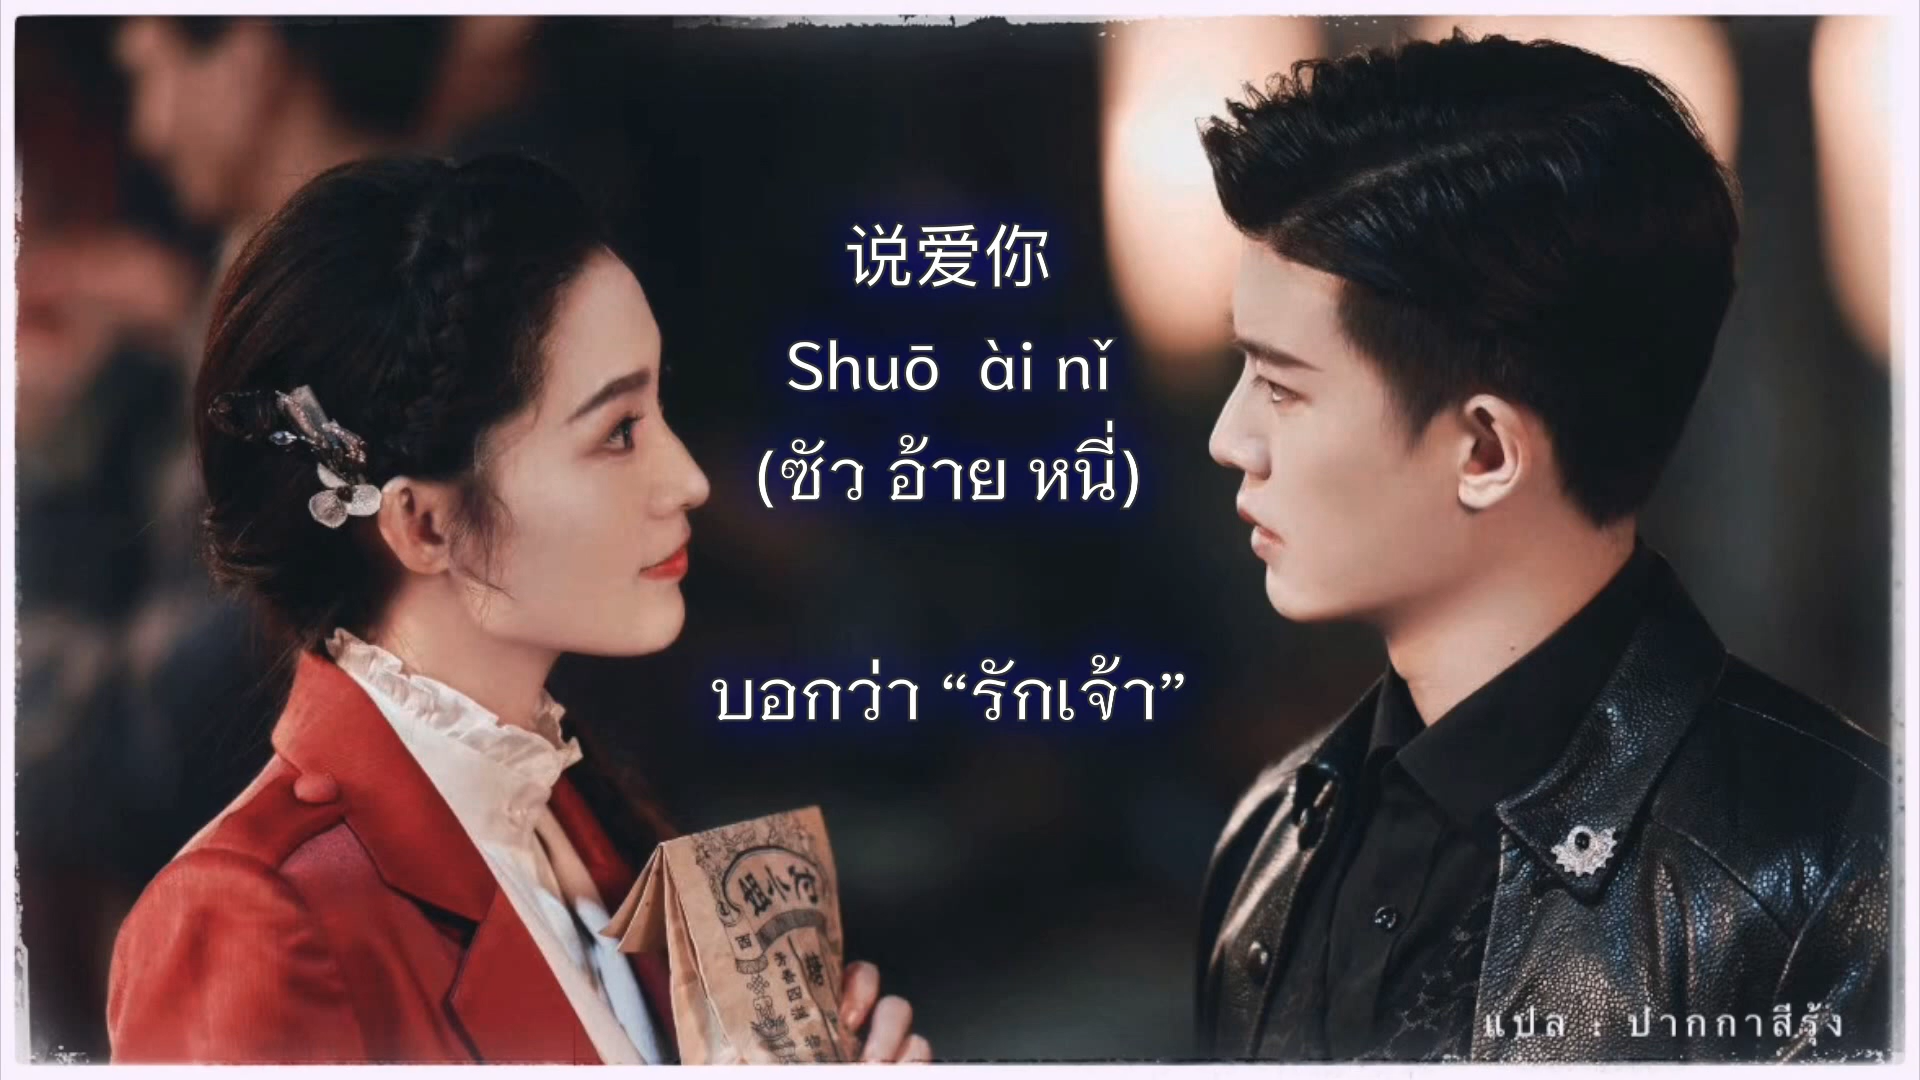 说爱你
Shuō ài nǐ
(ซัว อ้าย หนี่)
บอกว่า “รักเจ้า”
แปล : ปากกาสีรุ้ง